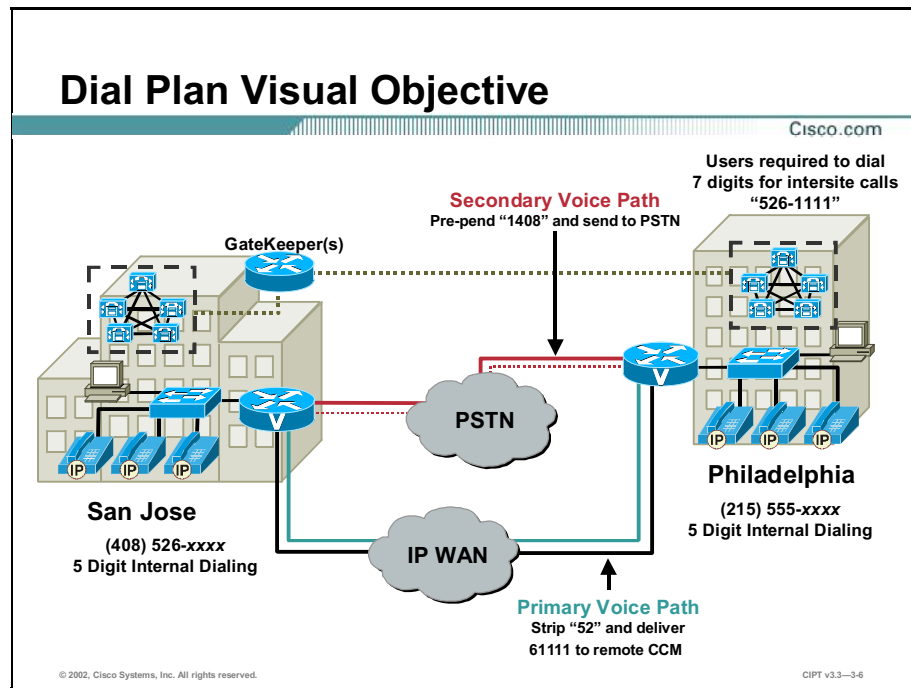 Dial Plan Visual Objective
Cisco.com
Users required to dial
7 digits for intersite calls
“526-1111”
Secondary Voice Path
Pre-pend “1408” and send to PSTN
GateKeeper(s)
V
V
PSTN
IP
IP
IP
IP
IP
IP
Philadelphia
(215) 555-xxxx
5 Digit Internal Dialing
San Jose
(408) 526-xxxx
5 Digit Internal Dialing
IP WAN
Primary Voice Path
Strip “52” and deliver
61111 to remote CCM
© 2002, Cisco Systems, Inc. All rights reserved.
CIPT v3.3—3-6